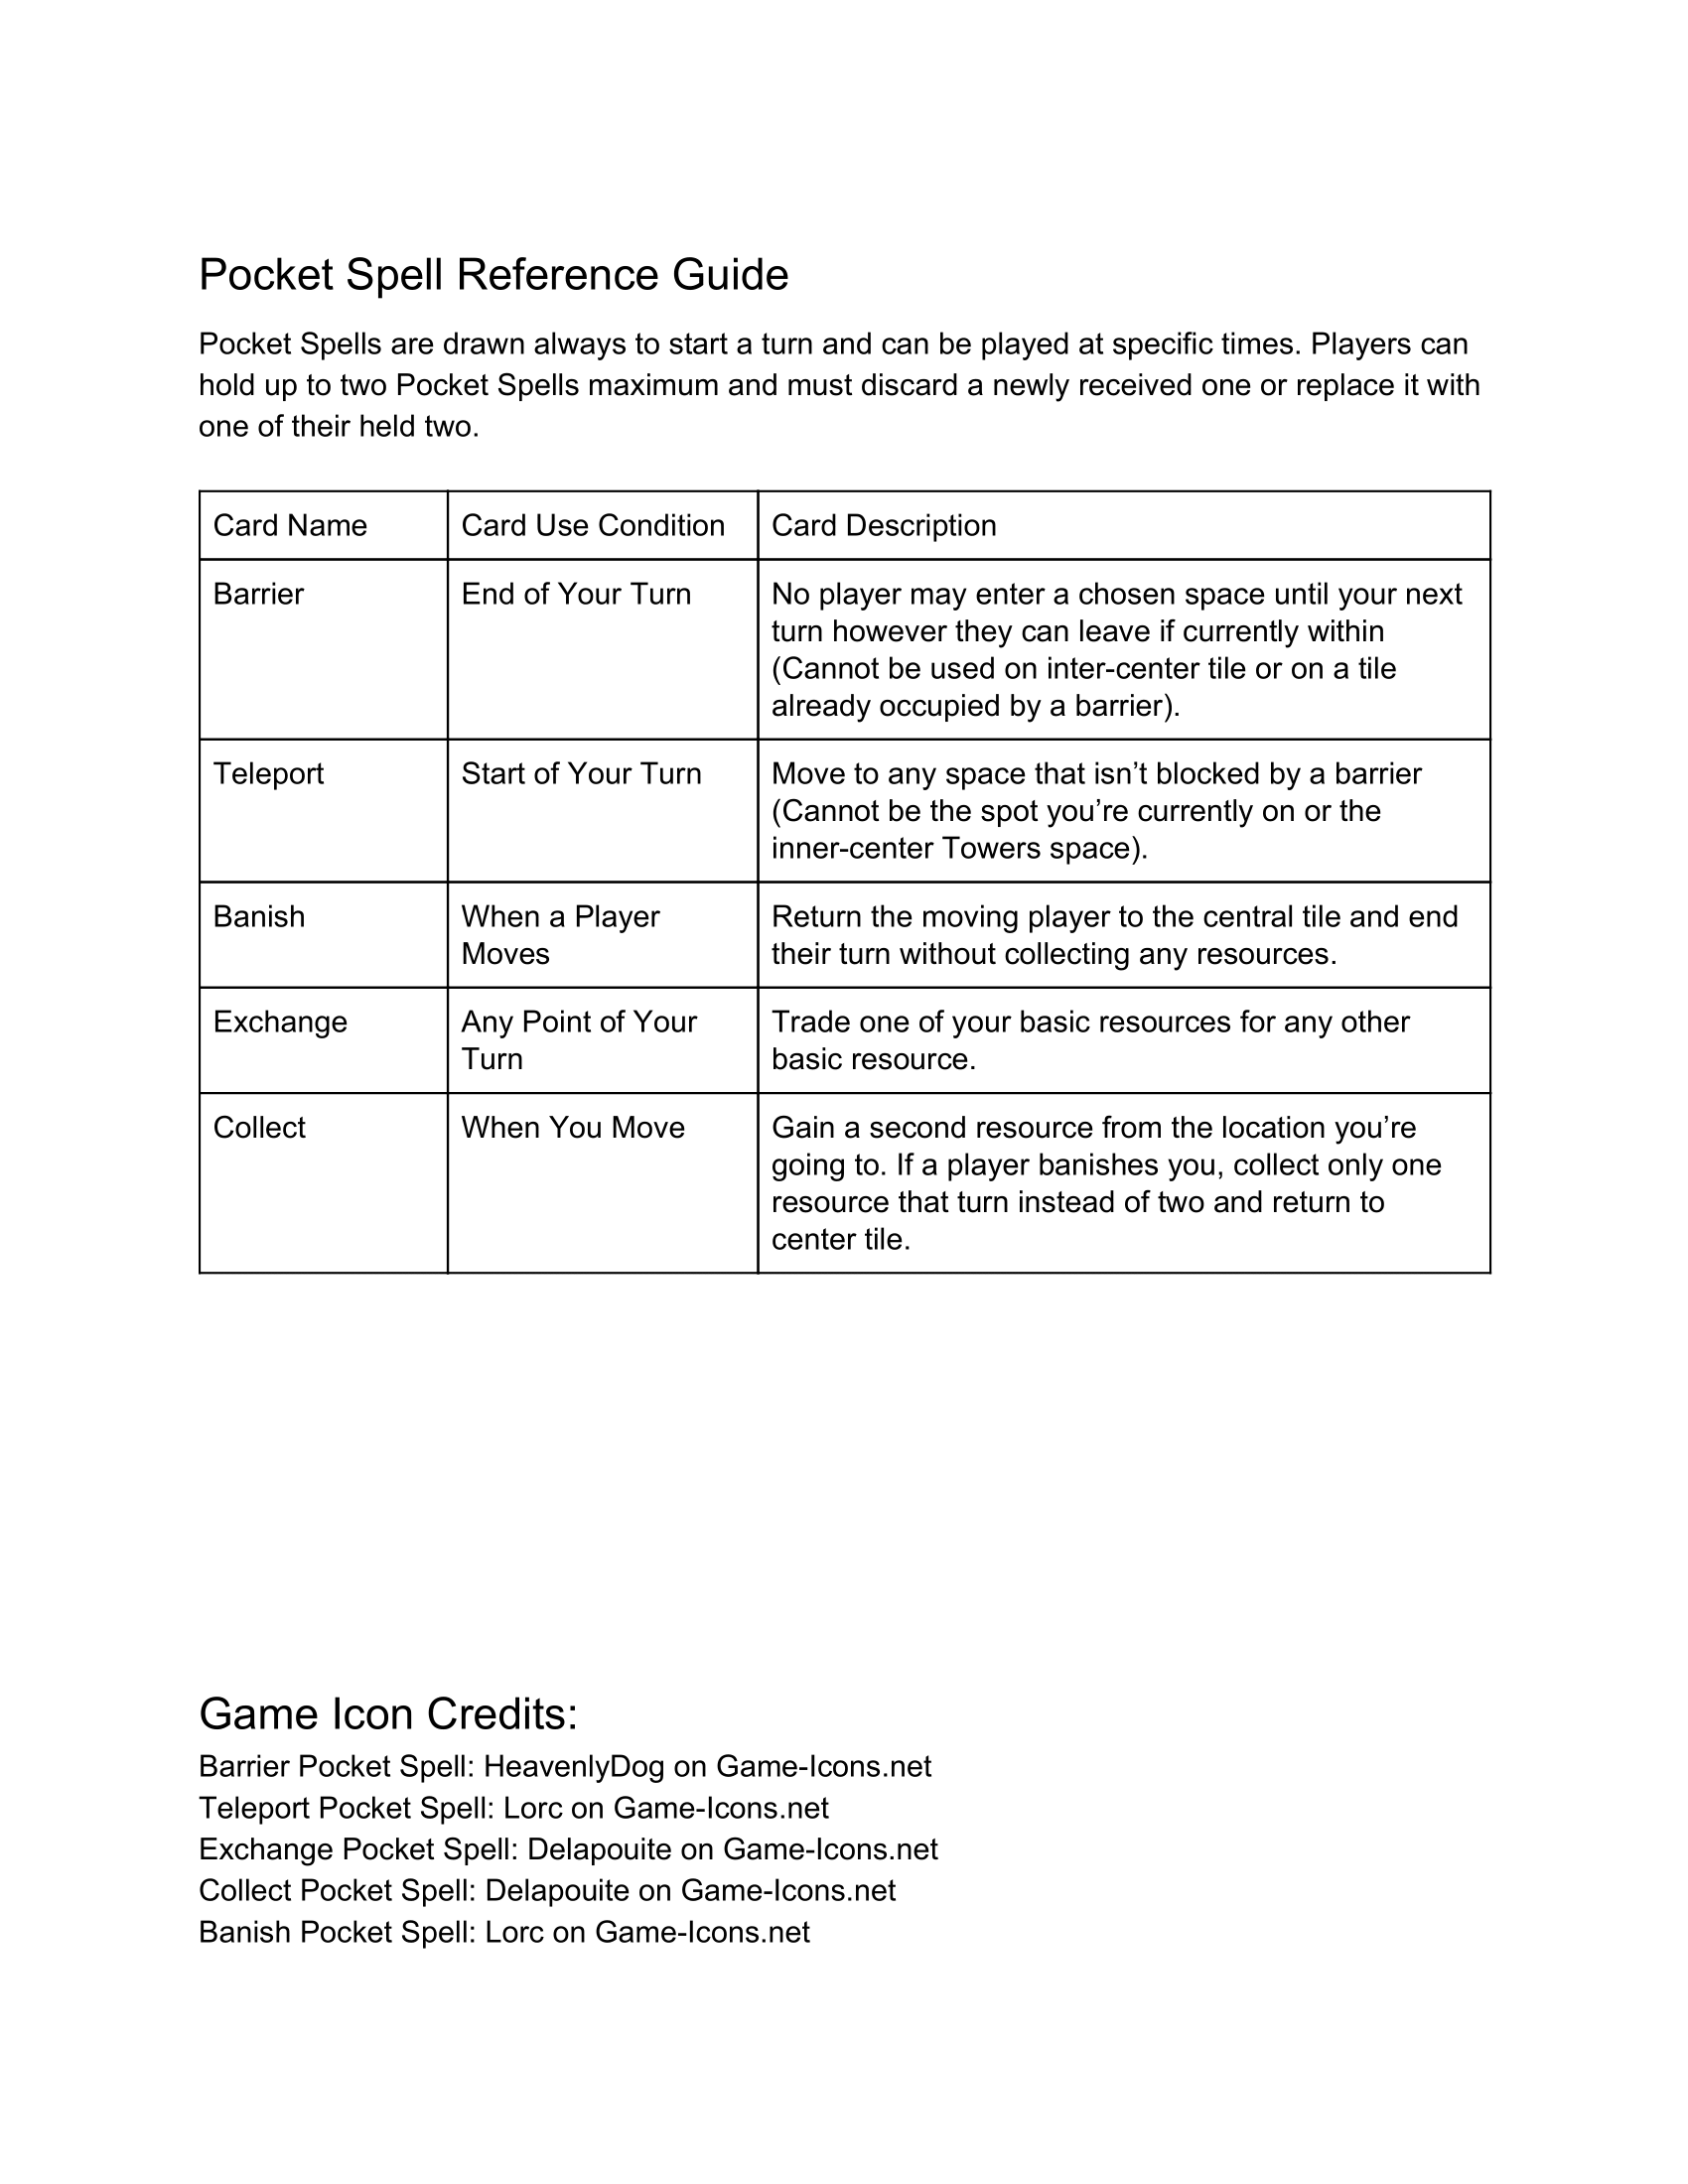 Pocket Spell Reference Guide
Pocket Spells are drawn always to start a turn and can be played at specific times. Players can
hold up to two Pocket Spells maximum and must discard a newly received one or replace it with
one of their held two.
Card Name
Card Use Condition
Card Description
Barrier
End of Your Turn
No player may enter a chosen space until your next
turn however they can leave if currently within
(Cannot be used on inter-center tile or on a tile
already occupied by a barrier).
Teleport
Start of Your Turn
Move to any space that isn’t blocked by a barrier
(Cannot be the spot you’re currently on or the
inner-center Towers space).
Banish
When a Player
Moves
Return the moving player to the central tile and end
their turn without collecting any resources.
Exchange
Any Point of Your
Turn
Trade one of your basic resources for any other
basic resource.
Collect
When You Move
Gain a second resource from the location you’re
going to. If a player banishes you, collect only one
resource that turn instead of two and return to
center tile.
Game Icon Credits:
Barrier Pocket Spell: HeavenlyDog on Game-Icons.net
Teleport Pocket Spell: Lorc on Game-Icons.net
Exchange Pocket Spell: Delapouite on Game-Icons.net
Collect Pocket Spell: Delapouite on Game-Icons.net
Banish Pocket Spell: Lorc on Game-Icons.net